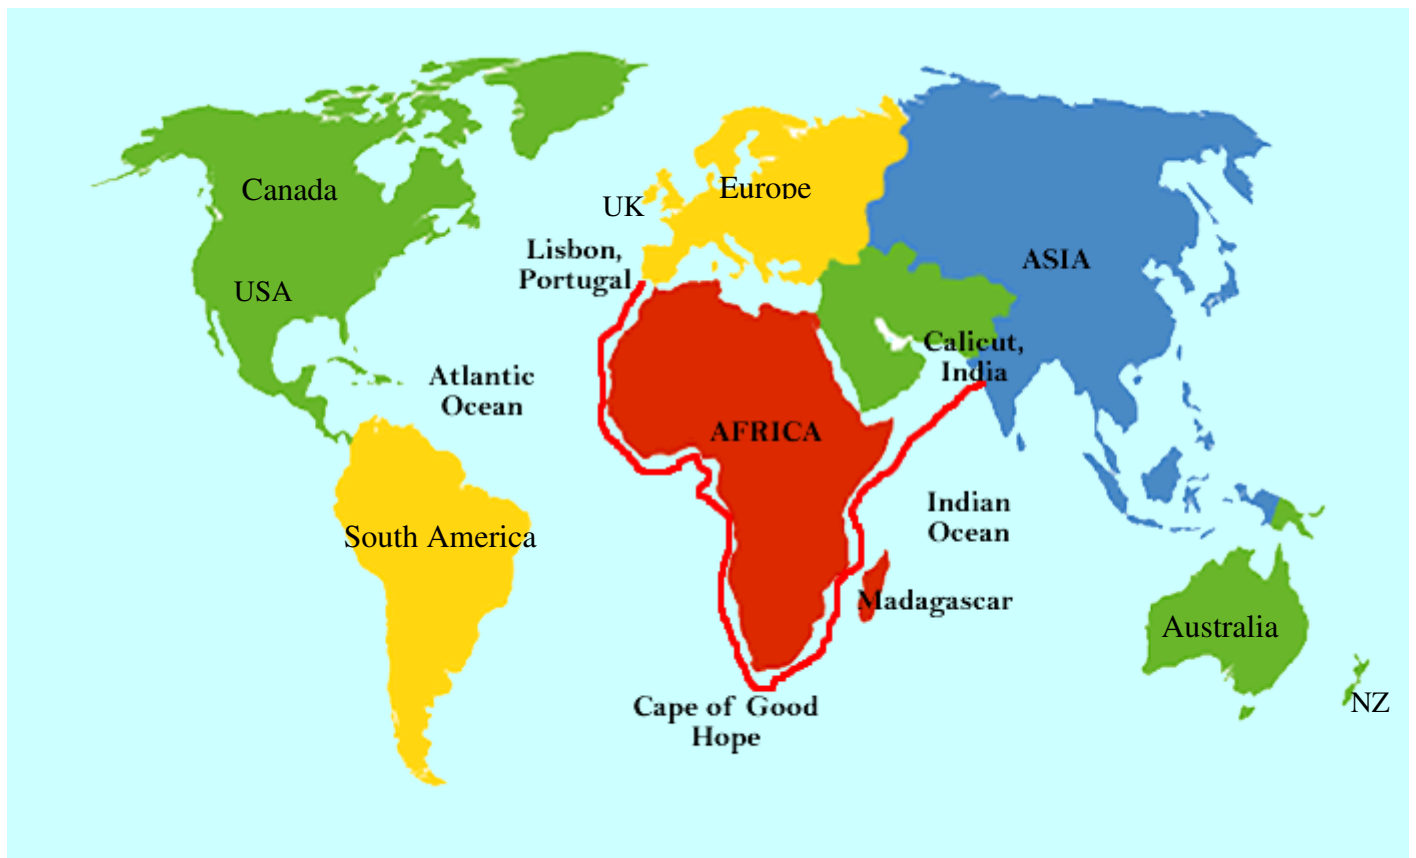 Canada
UK
Europe
Lisbon,
Portugal
ASIA
USA
Calicut,
India
Atlantic
Ocean
AFRICA
Indian
Ocean
South America
Madagascar
Australia
Cape of Good
Hope
NZ